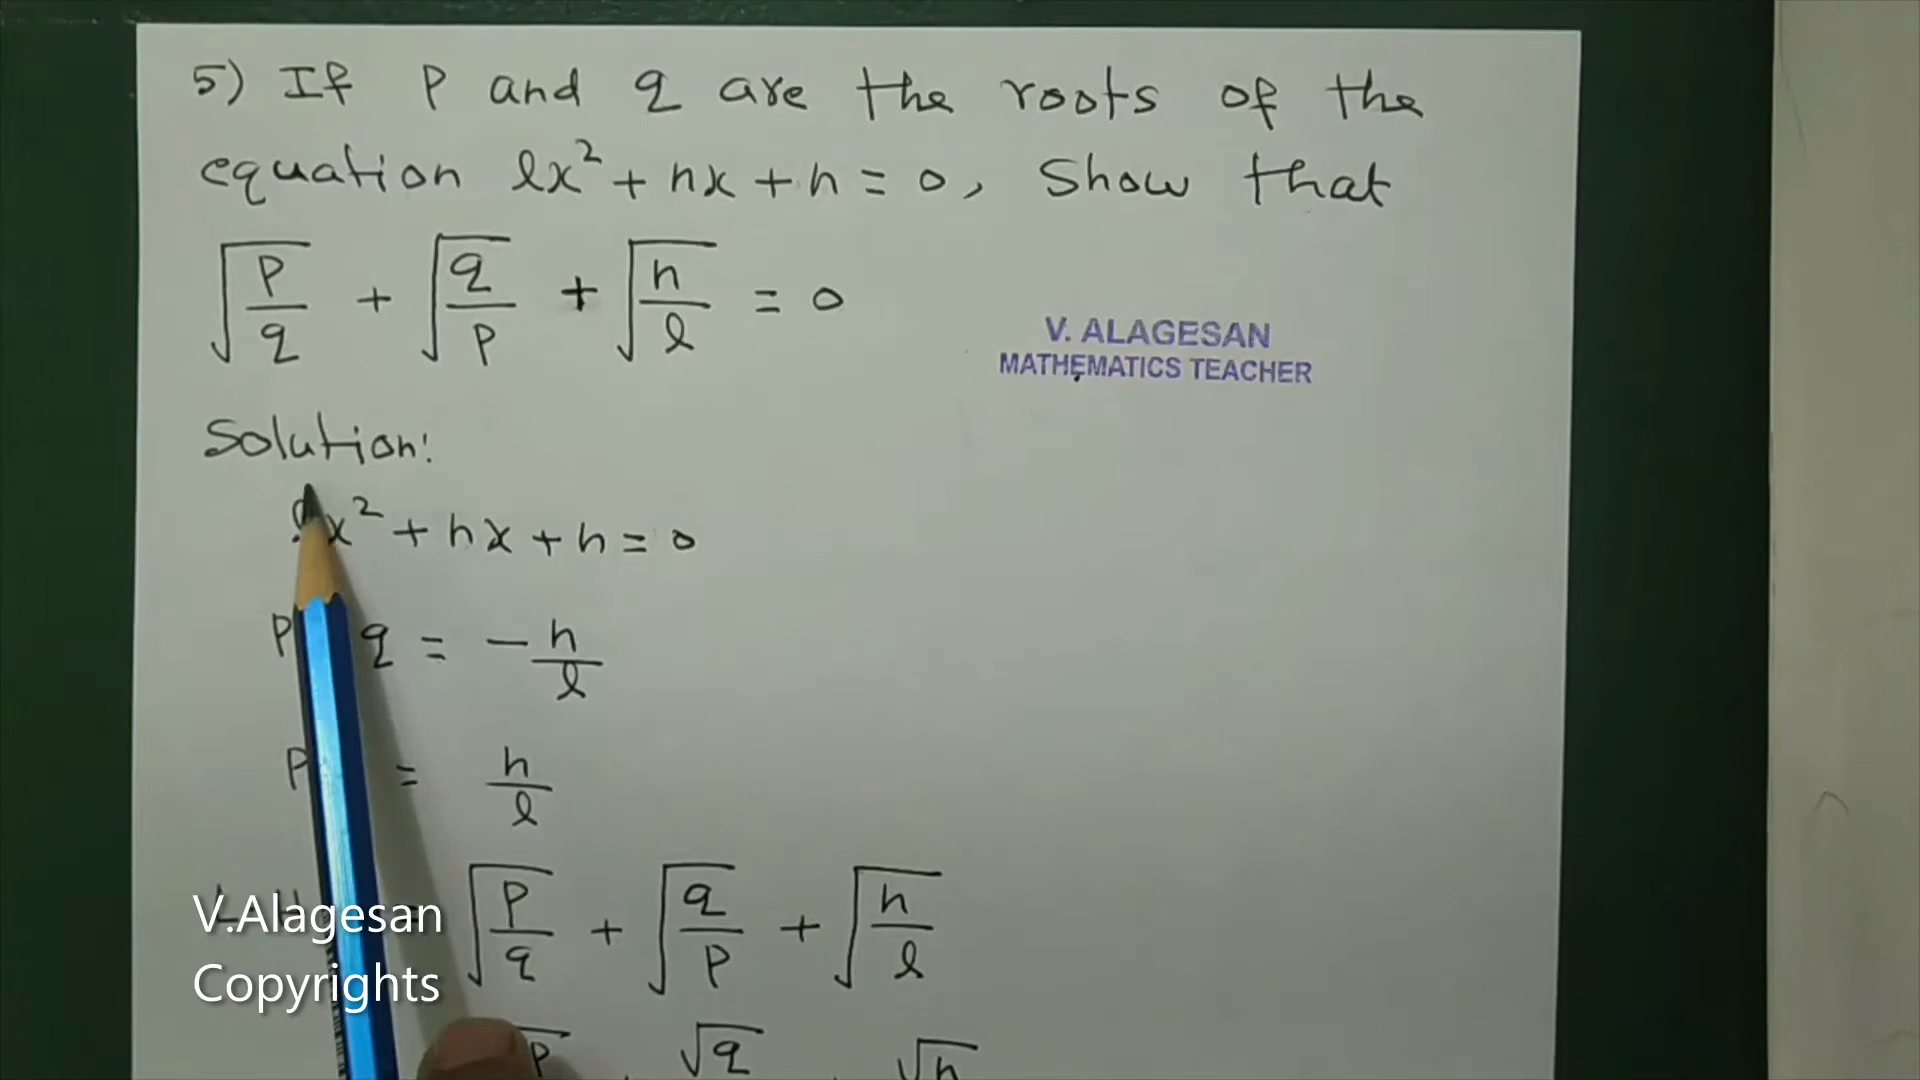 5) If P and q are the roots of the
equation lx² + nx + n = 0, Show that
√(P/q) + √(q/P) + √(n/l) = 0
V. ALAGESAN
MATHEMATICS TEACHER
Solution:
lx² + nx + n = 0
P q = - n/l
P = n/l
= √(P/q) + √(q/P) + √(n/l)
V.Alagesan
Copyrights
√P √q √n